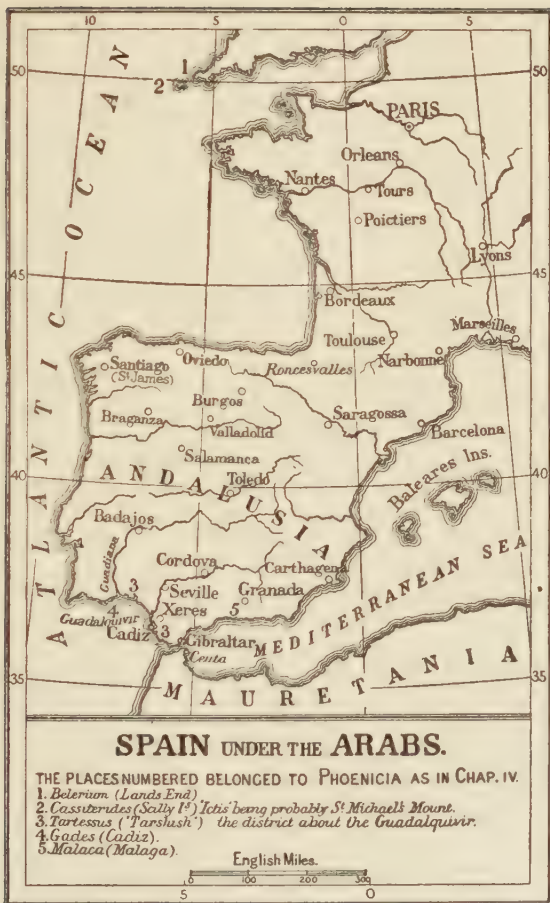 10 5 0 5
50 50
1
2
PARIS
Orleans
Nantes
Tours
Poictiers
Lyons
45 45
Bordeaux
Toulouse
Marseilles
Narbonne
Santiago
(St James)
Oviedo
Roncesvalles
Burgos
Braganza
Valladolid
Saragossa
Barcelona
Salamanca
40 40
Toledo
ANDALUSIA
Baleares Ins.
Badajos
Guadiana
Cordova
Carthagena
Seville
Granada
3
5
4
Xeres
Guadalquivir
Cadiz
3
Gibraltar
Ceuta
ATLANTIC OCEAN
MEDITERRANEAN SEA
35 35
MAURETANIA
SPAIN UNDER THE ARABS.
THE PLACES NUMBERED BELONGED TO PHOENICIA AS IN CHAP. IV.
1. Belerium (Lands End)
2. Cassiterides (Scilly Is) 'Ictis' being probably St Michael's Mount.
3. Tartessus ('Tarshish') the district about the Guadalquivir.
4. Gades (Cadiz).
5. Malaca (Malaga).
English Miles.
0 100 200 300
5 0